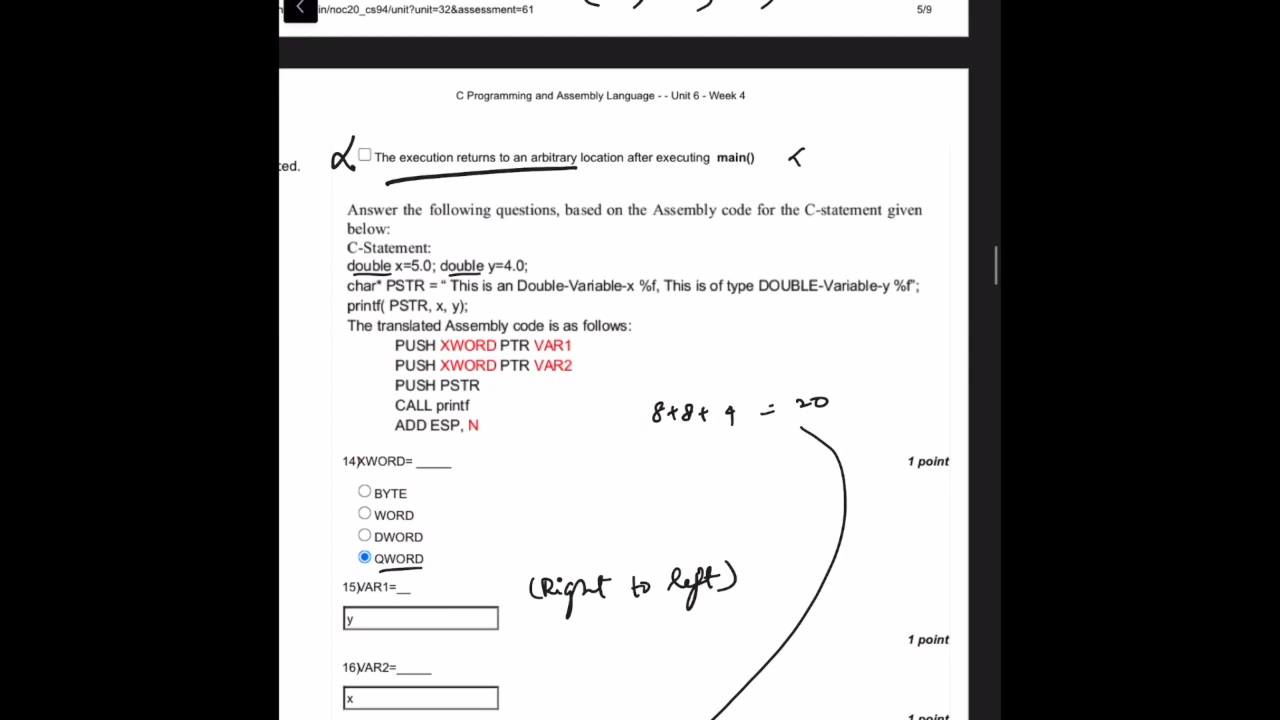 in/noc20_cs94/unit?unit=32&assessment=61
5/9
C Programming and Assembly Language - - Unit 6 - Week 4
ted.
The execution returns to an arbitrary location after executing main()
Answer the following questions, based on the Assembly code for the C-statement given
below:
C-Statement:
double x=5.0; double y=4.0;
char* PSTR = “ This is an Double-Variable-x %f, This is of type DOUBLE-Variable-y %f”;
printf( PSTR, x, y);
The translated Assembly code is as follows:
PUSH XWORD PTR VAR1
PUSH XWORD PTR VAR2
PUSH PSTR
CALL printf
ADD ESP, N
8+8+4 = 20
14)XWORD= ____
1 point
BYTE
WORD
DWORD
QWORD
15)VAR1=__
(Right to left)
y
1 point
16)VAR2=_____
x
1 point